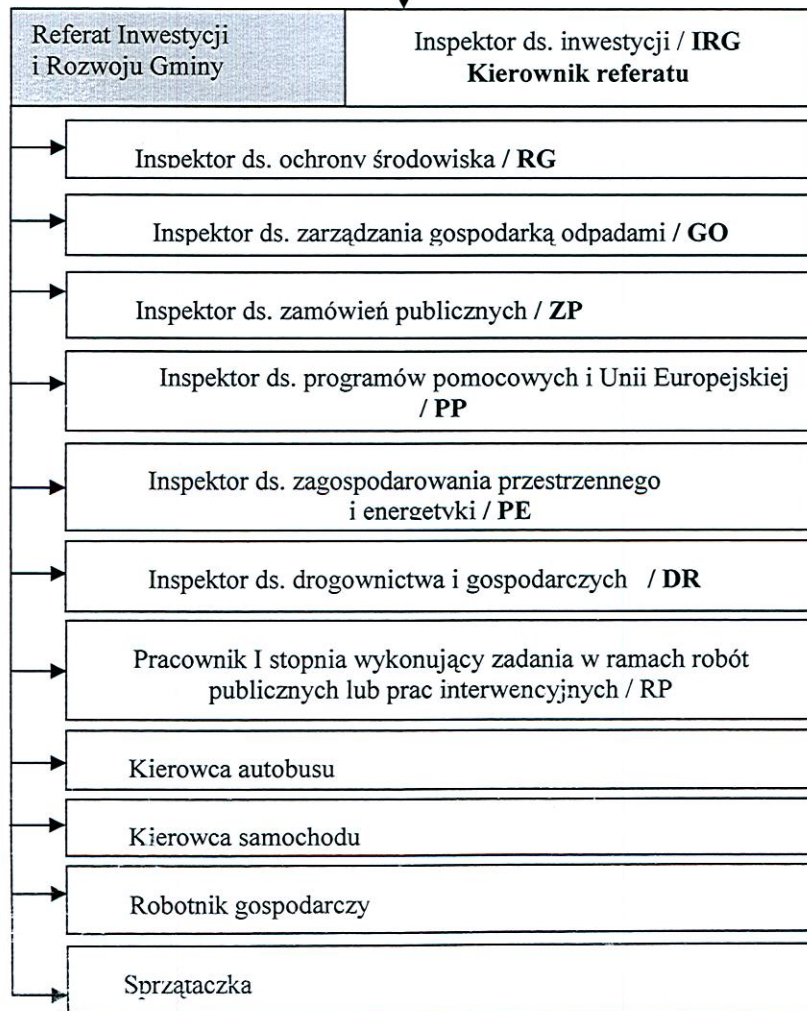 Referat Inwestycji
i Rozwoju Gminy
Inspektor ds. inwestycji / IRG
Kierownik referatu
Inspektor ds. ochrony środowiska / RG
Inspektor ds. zarządzania gospodarką odpadami / GO
Inspektor ds. zamówień publicznych / ZP
Inspektor ds. programów pomocowych i Unii Europejskiej
/ PP
Inspektor ds. zagospodarowania przestrzennego
i energetyki / PE
Inspektor ds. drogownictwa i gospodarczych / DR
Pracownik I stopnia wykonujący zadania w ramach robót
publicznych lub prac interwencyjnych / RP
Kierowca autobusu
Kierowca samochodu
Robotnik gospodarczy
Sprzątaczka